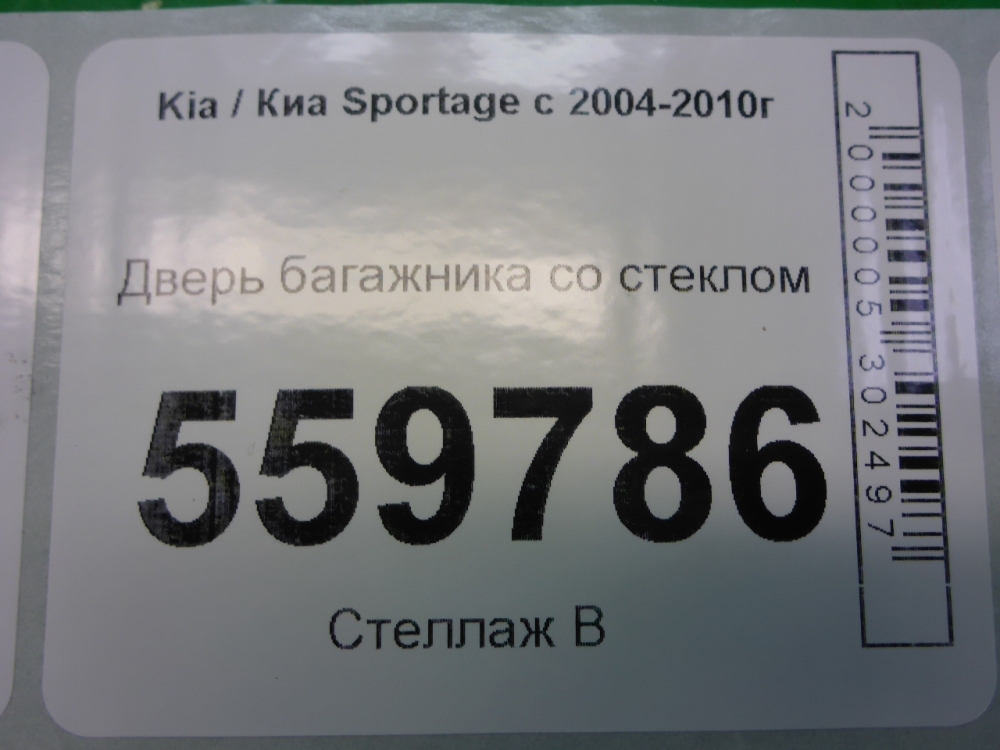 Kia / Киа Sportage с 2004-2010г
Дверь багажника со стеклом
559786
Стеллаж В
2000005302497